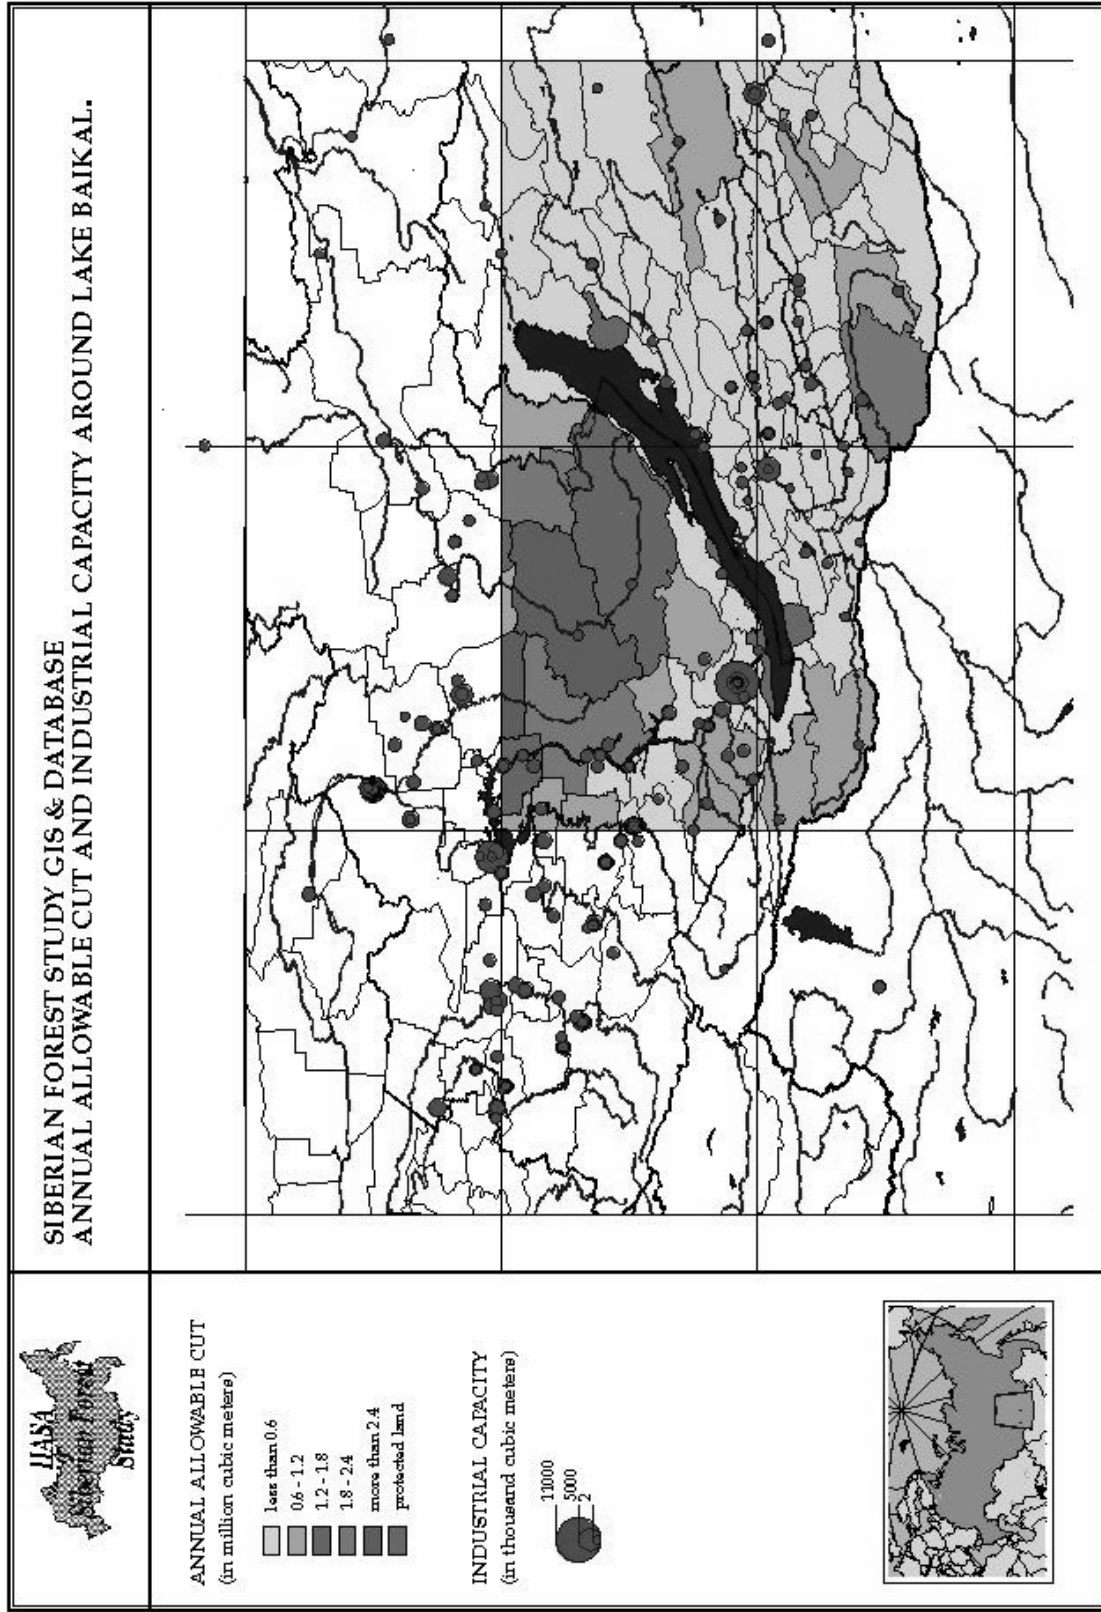 SIBERIAN FOREST STUDY GIS & DATABASE
ANNUAL ALLOWABLE CUT AND INDUSTRIAL CAPACITY AROUND LAKE BAIKAL.
IIASA
Siberian Forest
Study
ANNUAL ALLOWABLE CUT
(in million cubic meters)
less than 0.6
0.6 - 1.2
1.2 - 1.8
1.8 - 2.4
more than 2.4
protected land
INDUSTRIAL CAPACITY
(in thousand cubic meters)
11000
5000
2